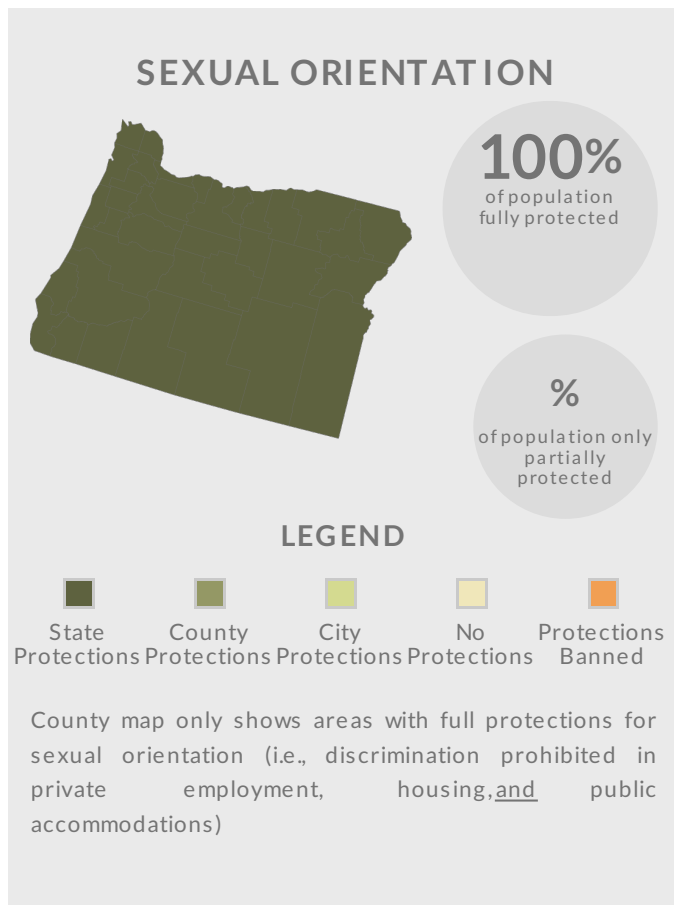 SEXUAL ORIENTATION
100%
of population
fully protected
%
of population only
partially
protected
LEGEND
State
Protections
County
Protections
City
Protections
No
Protections
Protections
Banned
County map only shows areas with full protections for
sexual orientation (i.e., discrimination prohibited in
private employment, housing, and public
accommodations)